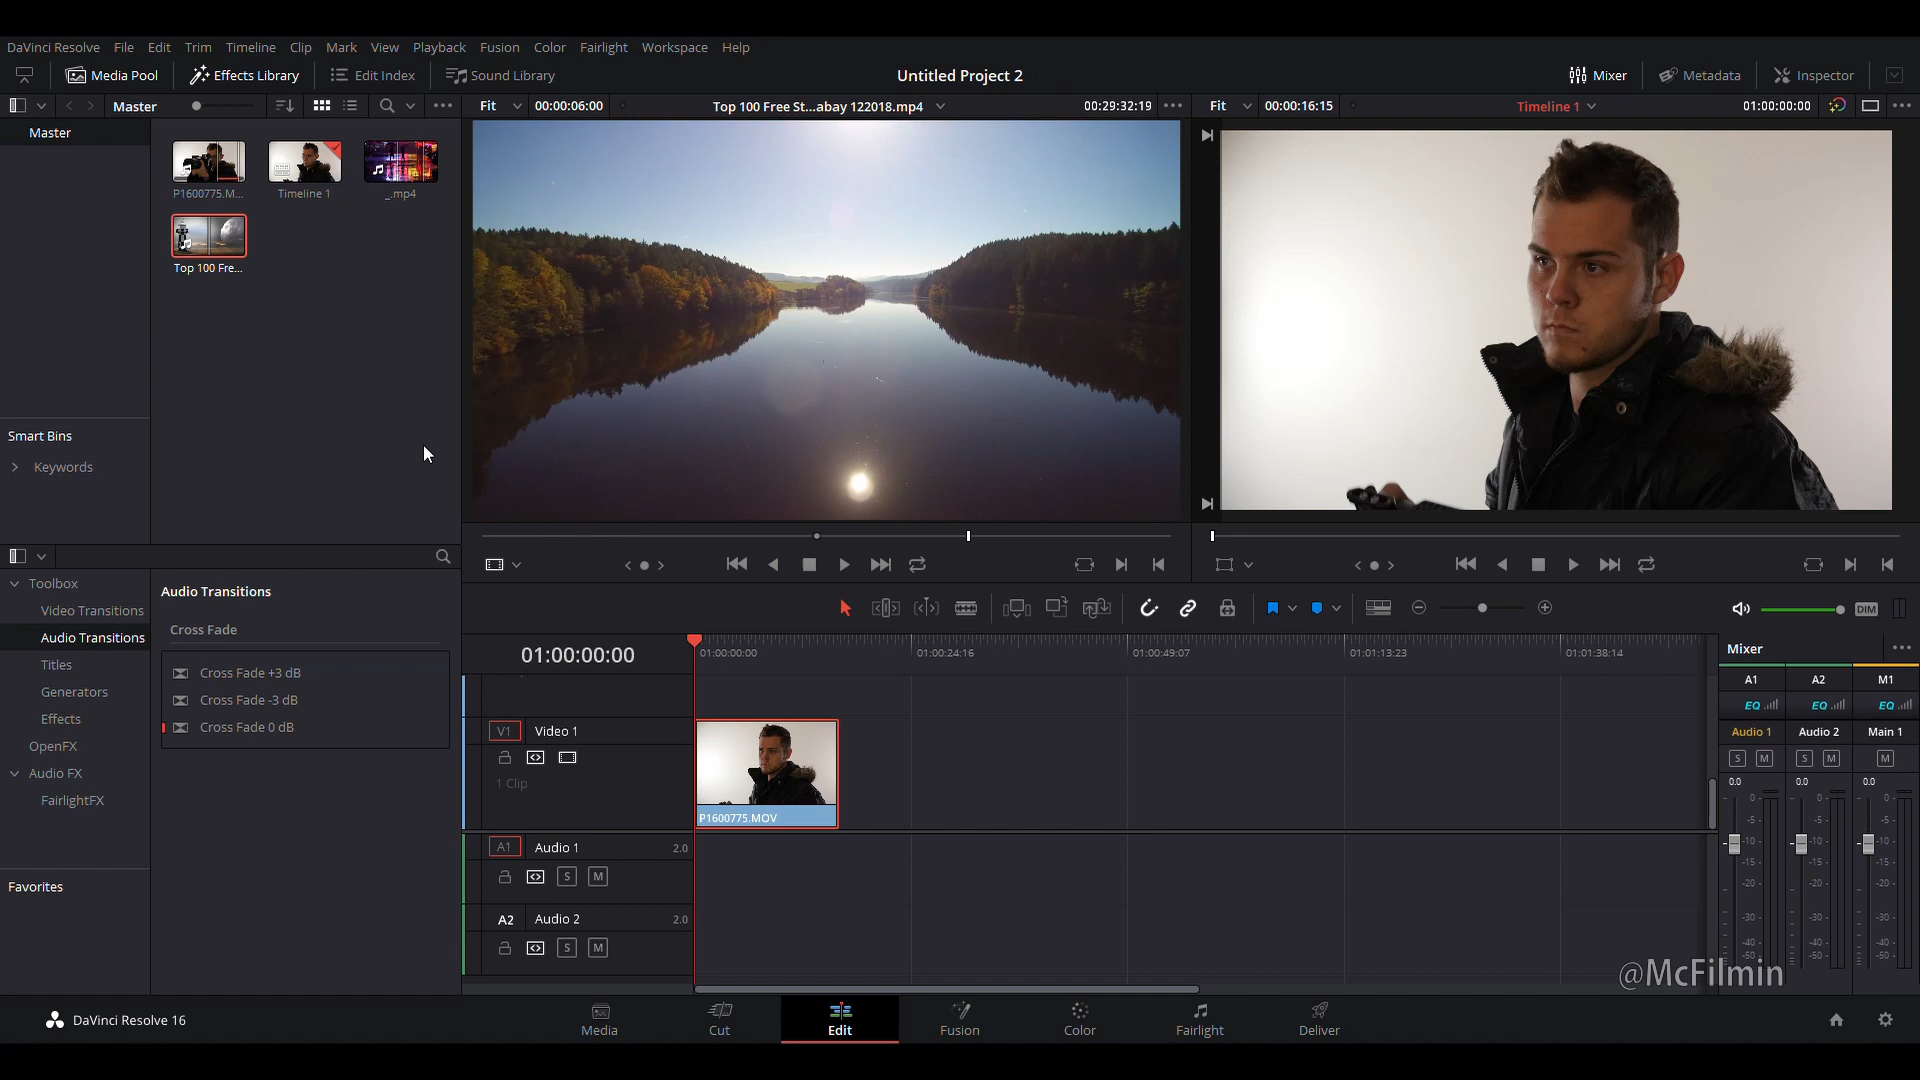 DaVinci Resolve File Edit Trim Timeline Clip Mark View Playback Fusion Color Fairlight Workspace Help
Media Pool Effects Library Edit Index Sound Library Untitled Project 2 Mixer Metadata Inspector
Master Fit 00:00:06:00 Top 100 Free St...abay 122018.mp4 00:29:32:19 Fit 00:00:16:15 Timeline 1 01:00:00:00
Master
P1600775.M... Timeline 1 _.mp4
Top 100 Fre...
Smart Bins
Keywords
Toolbox
Video Transitions
Audio Transitions
Titles
Generators
Effects
OpenFX
Audio FX
FairlightFX
Favorites
Audio Transitions
Cross Fade
Cross Fade +3 dB
Cross Fade -3 dB
Cross Fade 0 dB
DIM
01:00:00:00
01:00:00:00 01:00:24:16 01:00:49:07 01:01:13:23 01:01:38:14
V1 Video 1
1 Clip
P1600775.MOV
A1 Audio 1 2.0
S M
A2 Audio 2 2.0
S M
Mixer
A1 A2 M1
EQ EQ EQ
Audio 1 Audio 2 Main 1
S M S M M
0.0 0.0 0.0
0 0 0
-5 -5 -5
-10 -10 -10
-15 -15 -15
-20 -20 -20
-30 -30 -30
-40 -40 -40
-50 -50 -50
@McFilmin
DaVinci Resolve 16
Media Cut Edit Fusion Color Fairlight Deliver